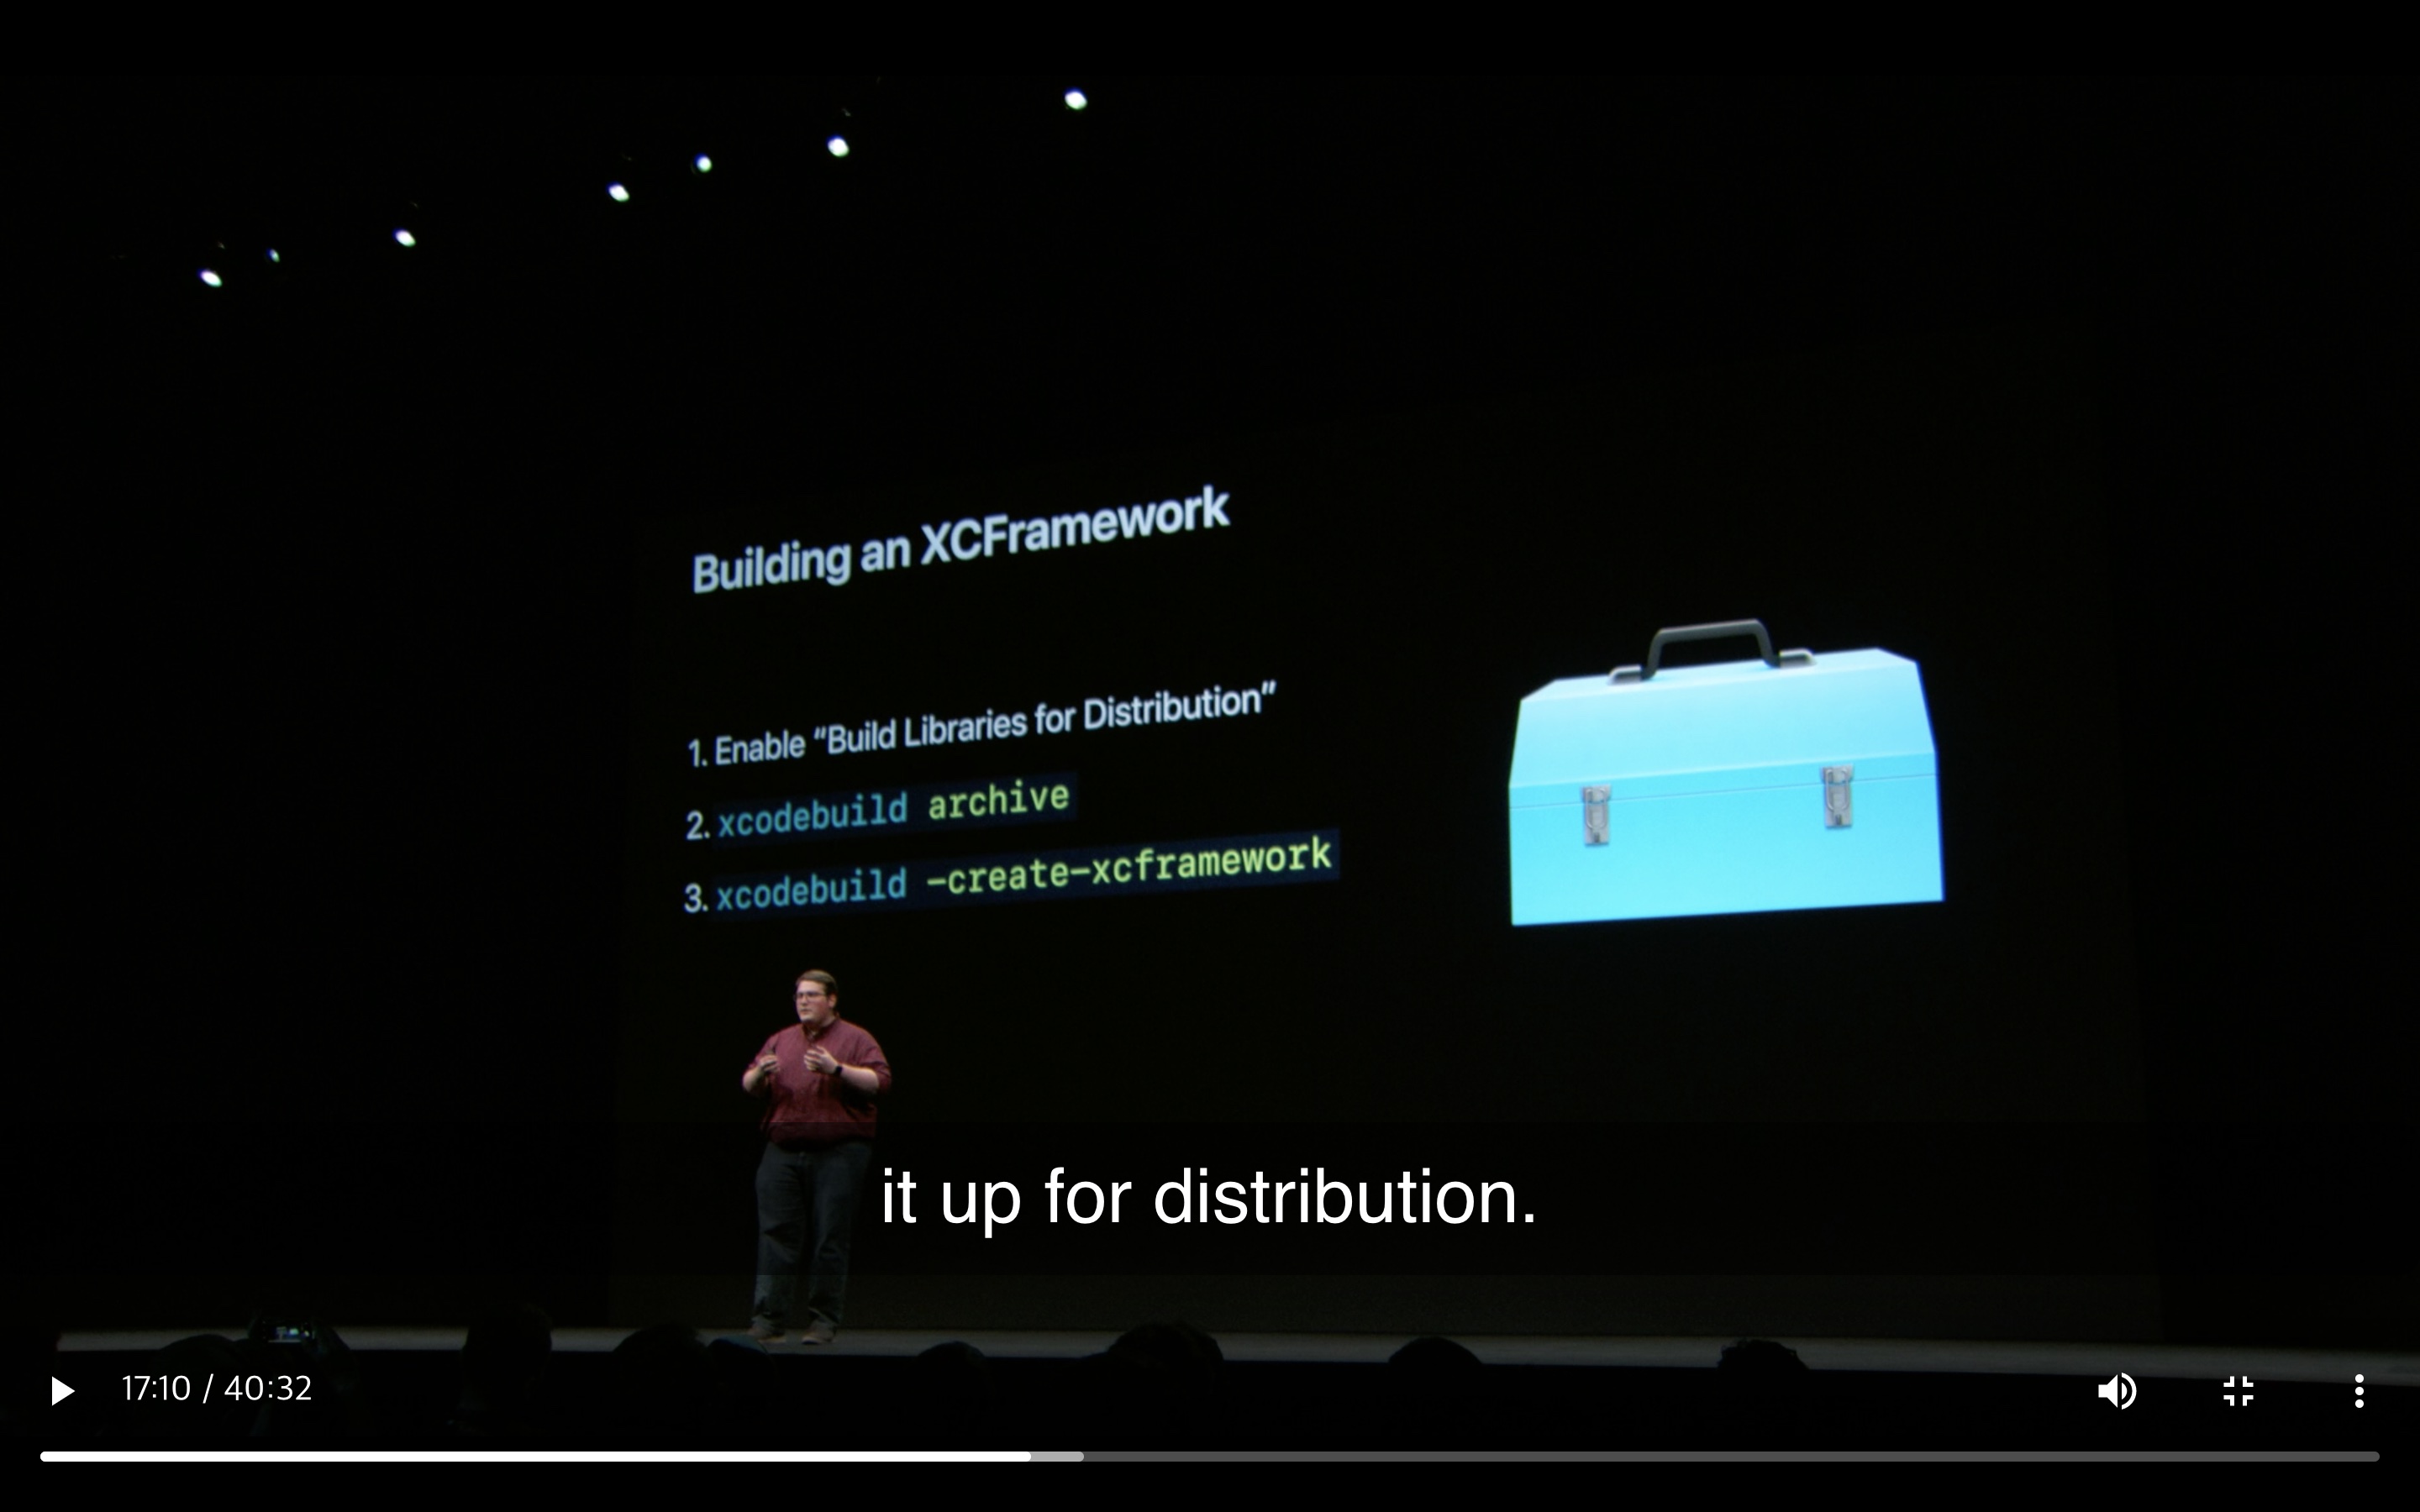 Building an XCFramework
1. Enable “Build Libraries for Distribution”
2. xcodebuild archive
3. xcodebuild -create-xcframework
it up for distribution.
17:10 / 40:32